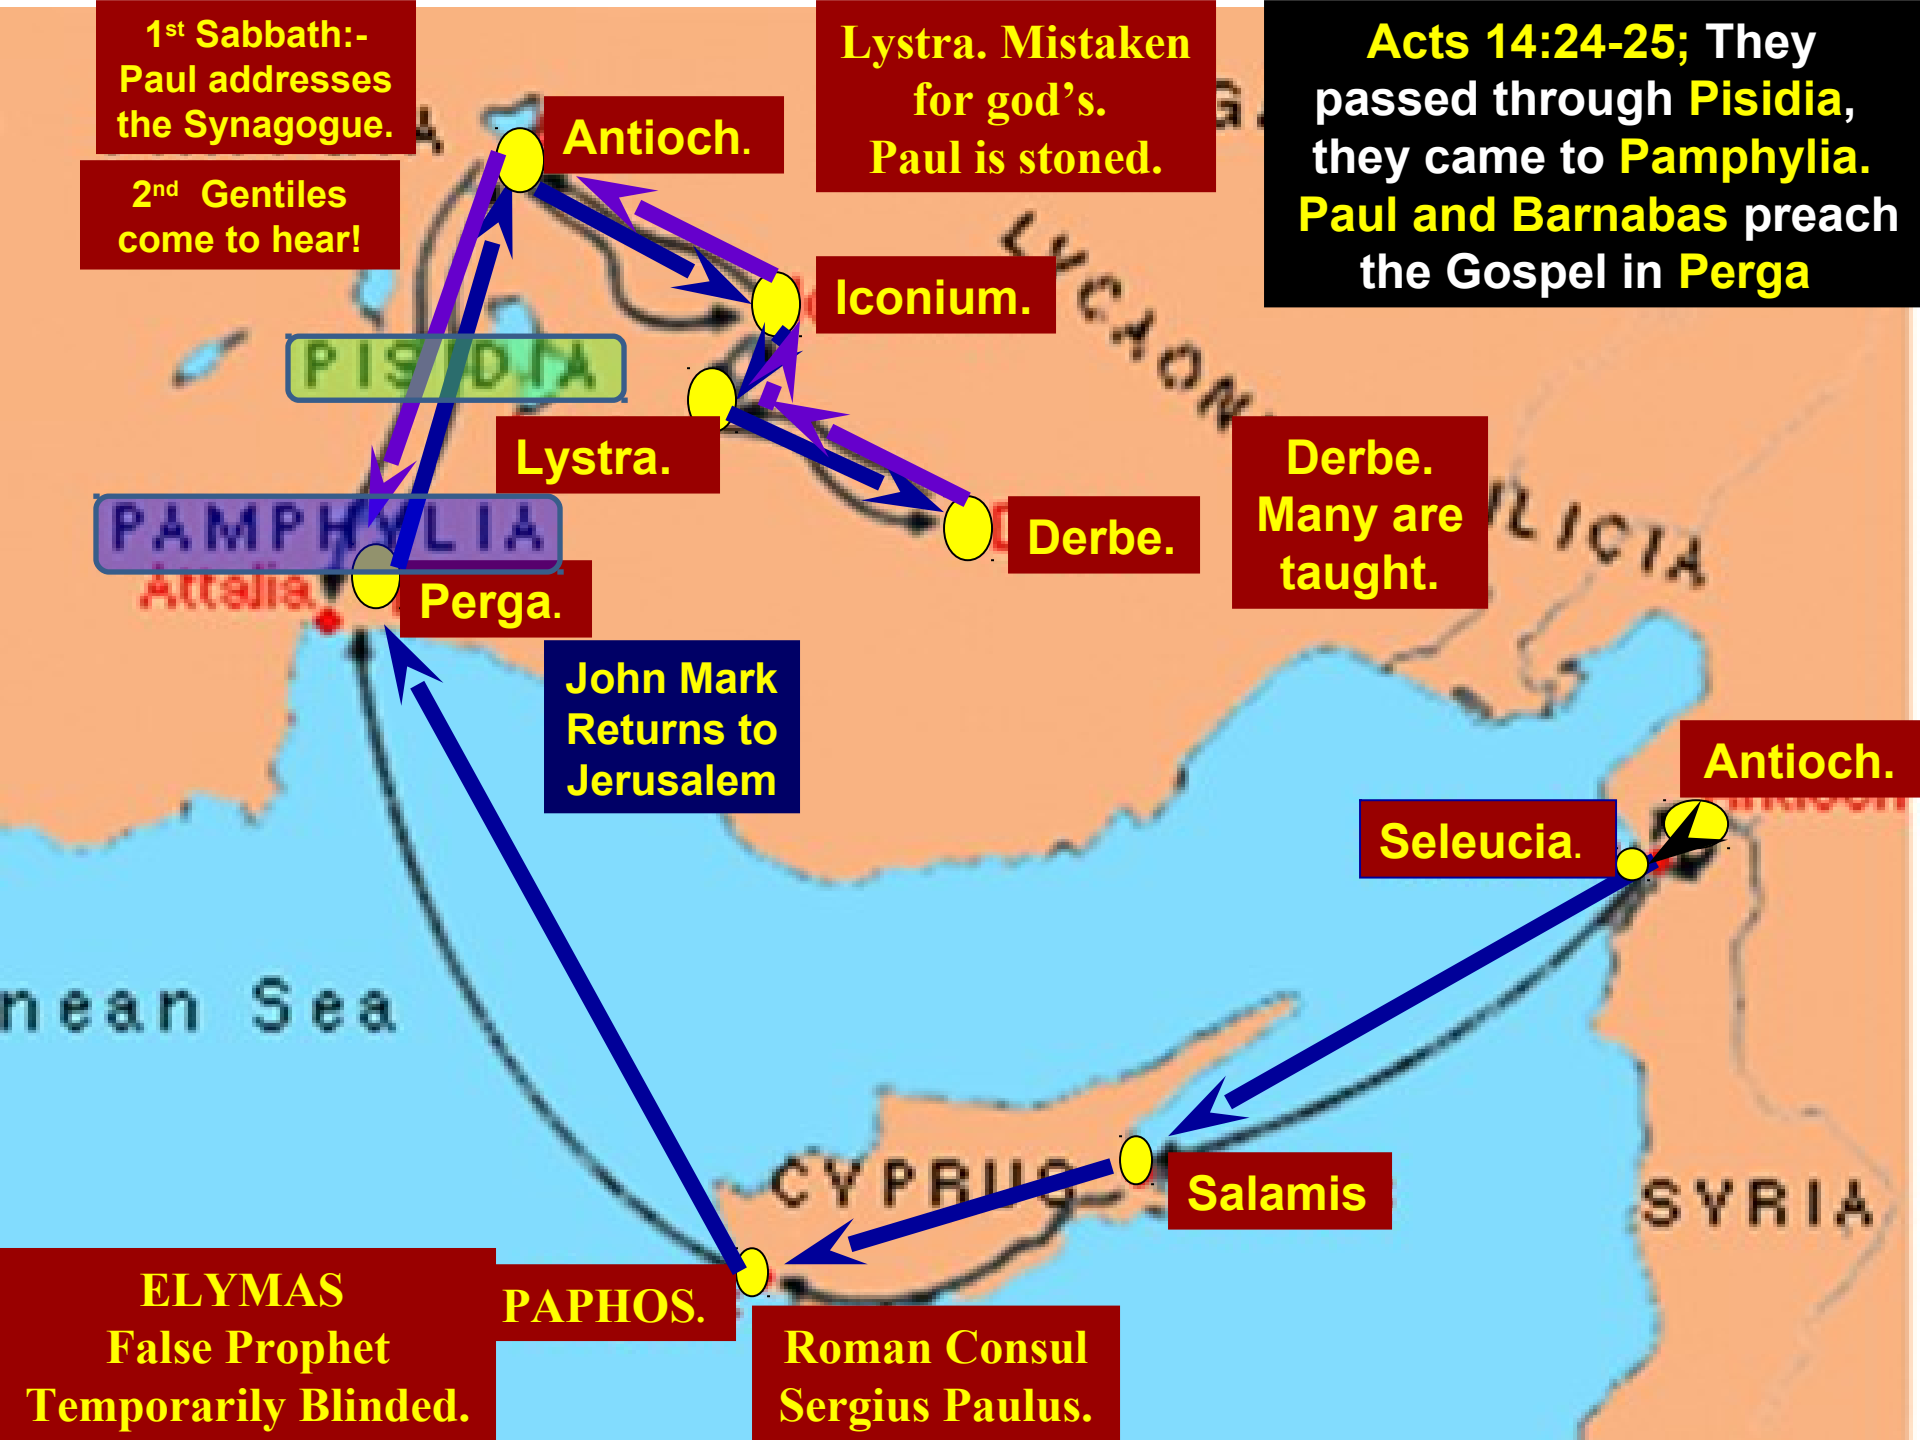 1st Sabbath:-
Paul addresses
the Synagogue.
2nd Gentiles
come to hear!
Antioch.
Lystra. Mistaken
for god's.
Paul is stoned.
Acts 14:24-25; They
passed through Pisidia,
they came to Pamphylia.
Paul and Barnabas preach
the Gospel in Perga
Iconium.
PISIDIA
Lystra.
Derbe.
Derbe.
Many are
taught.
PAMPHYLIA
Attalia
Perga.
John Mark
Returns to
Jerusalem
Antioch.
Seleucia.
nean Sea
CYPRUS
Salamis
SYRIA
ELYMAS
False Prophet
Temporarily Blinded.
PAPHOS.
Roman Consul
Sergius Paulus.
LYCAON
ILICIA